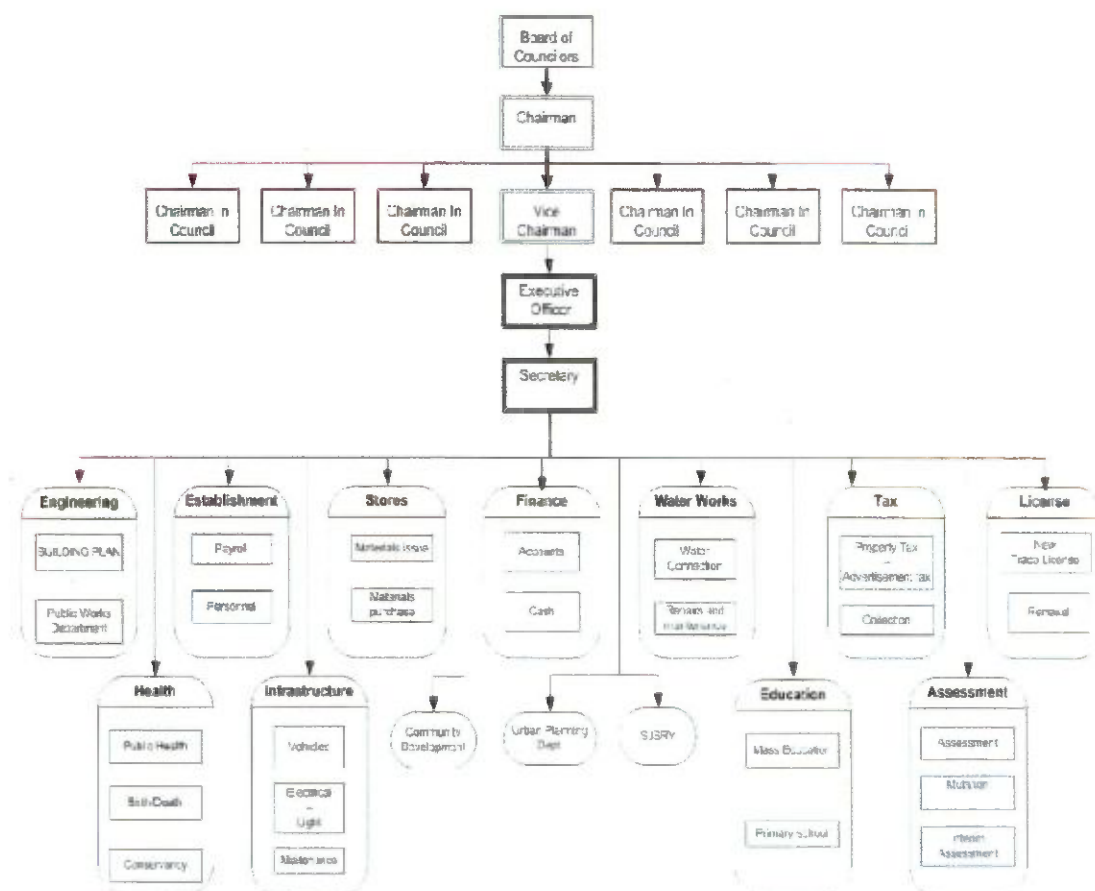 Board of
Councilors
Chairman
Chairman In
Council
Chairman In
Council
Chairman In
Council
Vice
Chairman
Chairman In
Council
Chairman In
Council
Chairman In
Council
Executive
Officer
Secretary
Engineering
BUILDING PLAN
Public Works
Department
Establishment
Payroll
Personnel
Stores
Materials issue
Materials
purchase
Finance
Accounts
Cash
Water Works
Water
Connection
Repairs and
maintenance
Tax
Property Tax
–
Advertisement tax
Collection
License
New
Trade License
Renewal
Health
Public Health
Birth/Death
Conservancy
Infrastructure
Vehicles
Electrical
–
Light
Maintenance
Community
Development
Urban Planning
Dept
SJSRY
Education
Mass Education
Primary School
Assessment
Assessment
Mutation
Interim
Assessment